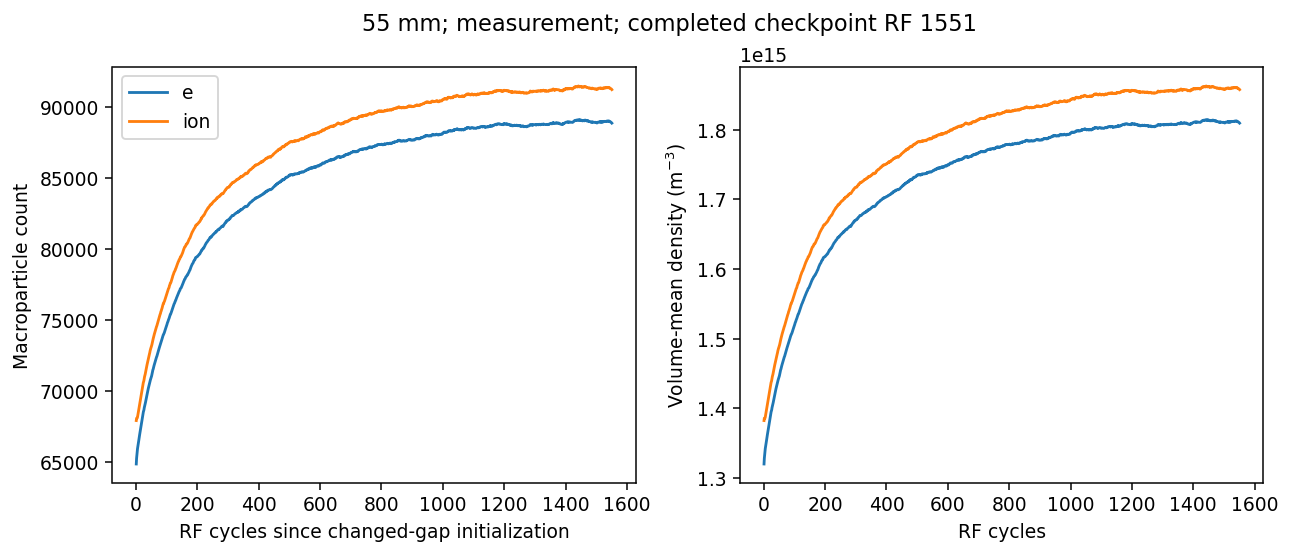 55 mm; measurement; completed checkpoint RF 1551
Macroparticle count
90000
85000
80000
75000
70000
65000
e
ion
0 200 400 600 800 1000 1200 1400 1600
RF cycles since changed-gap initialization
1e15
Volume-mean density (m⁻³)
1.8
1.7
1.6
1.5
1.4
1.3
0 200 400 600 800 1000 1200 1400 1600
RF cycles